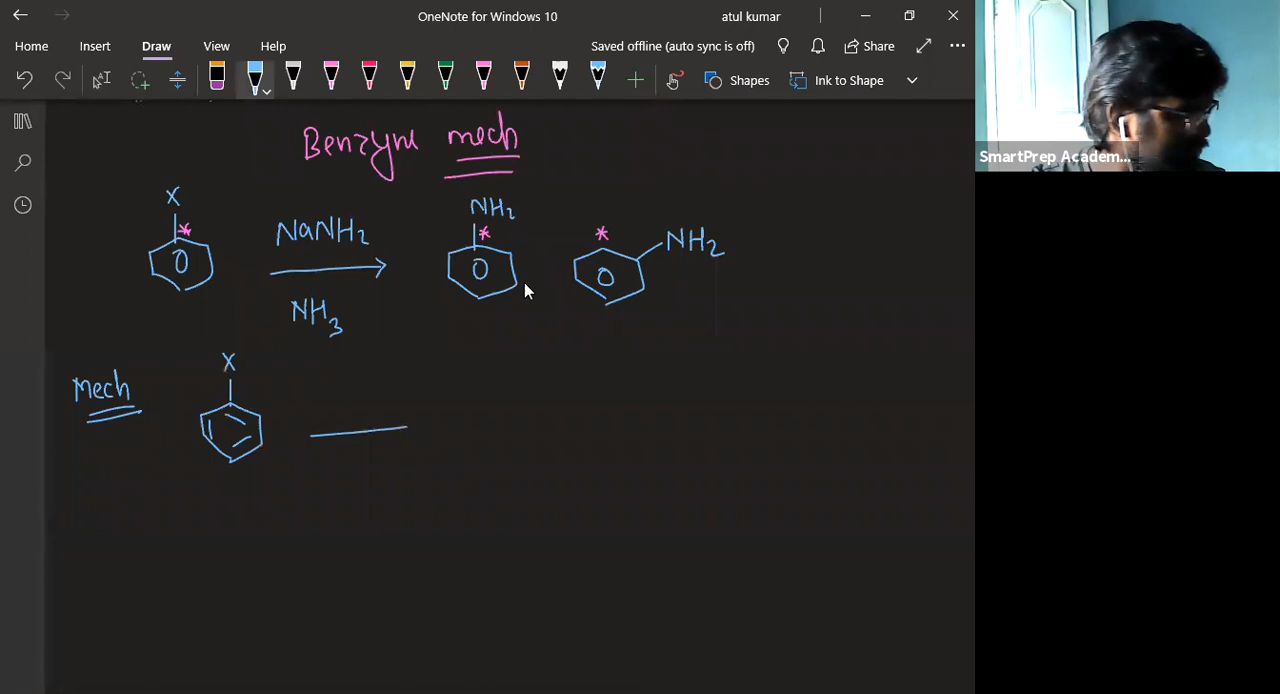 OneNote for Windows 10
atul kumar
Home Insert Draw View Help
Saved offline (auto sync is off)
Share
Shapes
Ink to Shape
SmartPrep Academ...
Benzyne mech
X
*
NaNH2
NH3
NH2
*
*
NH2
Mech
X